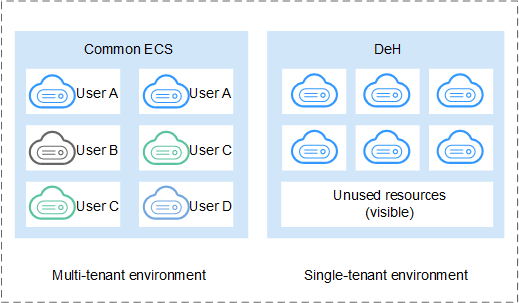 Common ECS
User A
User A
User B
User C
User C
User D
Multi-tenant environment
DeH
Unused resources
(visible)
Single-tenant environment